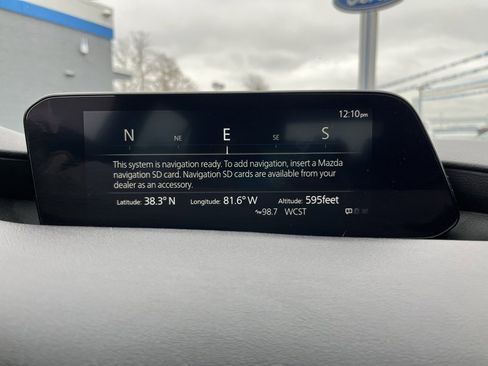 12:10pm
N NE E SE S
This system is navigation ready. To add navigation, insert a Mazda
navigation SD card. Navigation SD cards are available from your
dealer as an accessory.
Latitude: 38.3° N Longitude: 81.6° W Altitude: 595feet
98.7 WCST